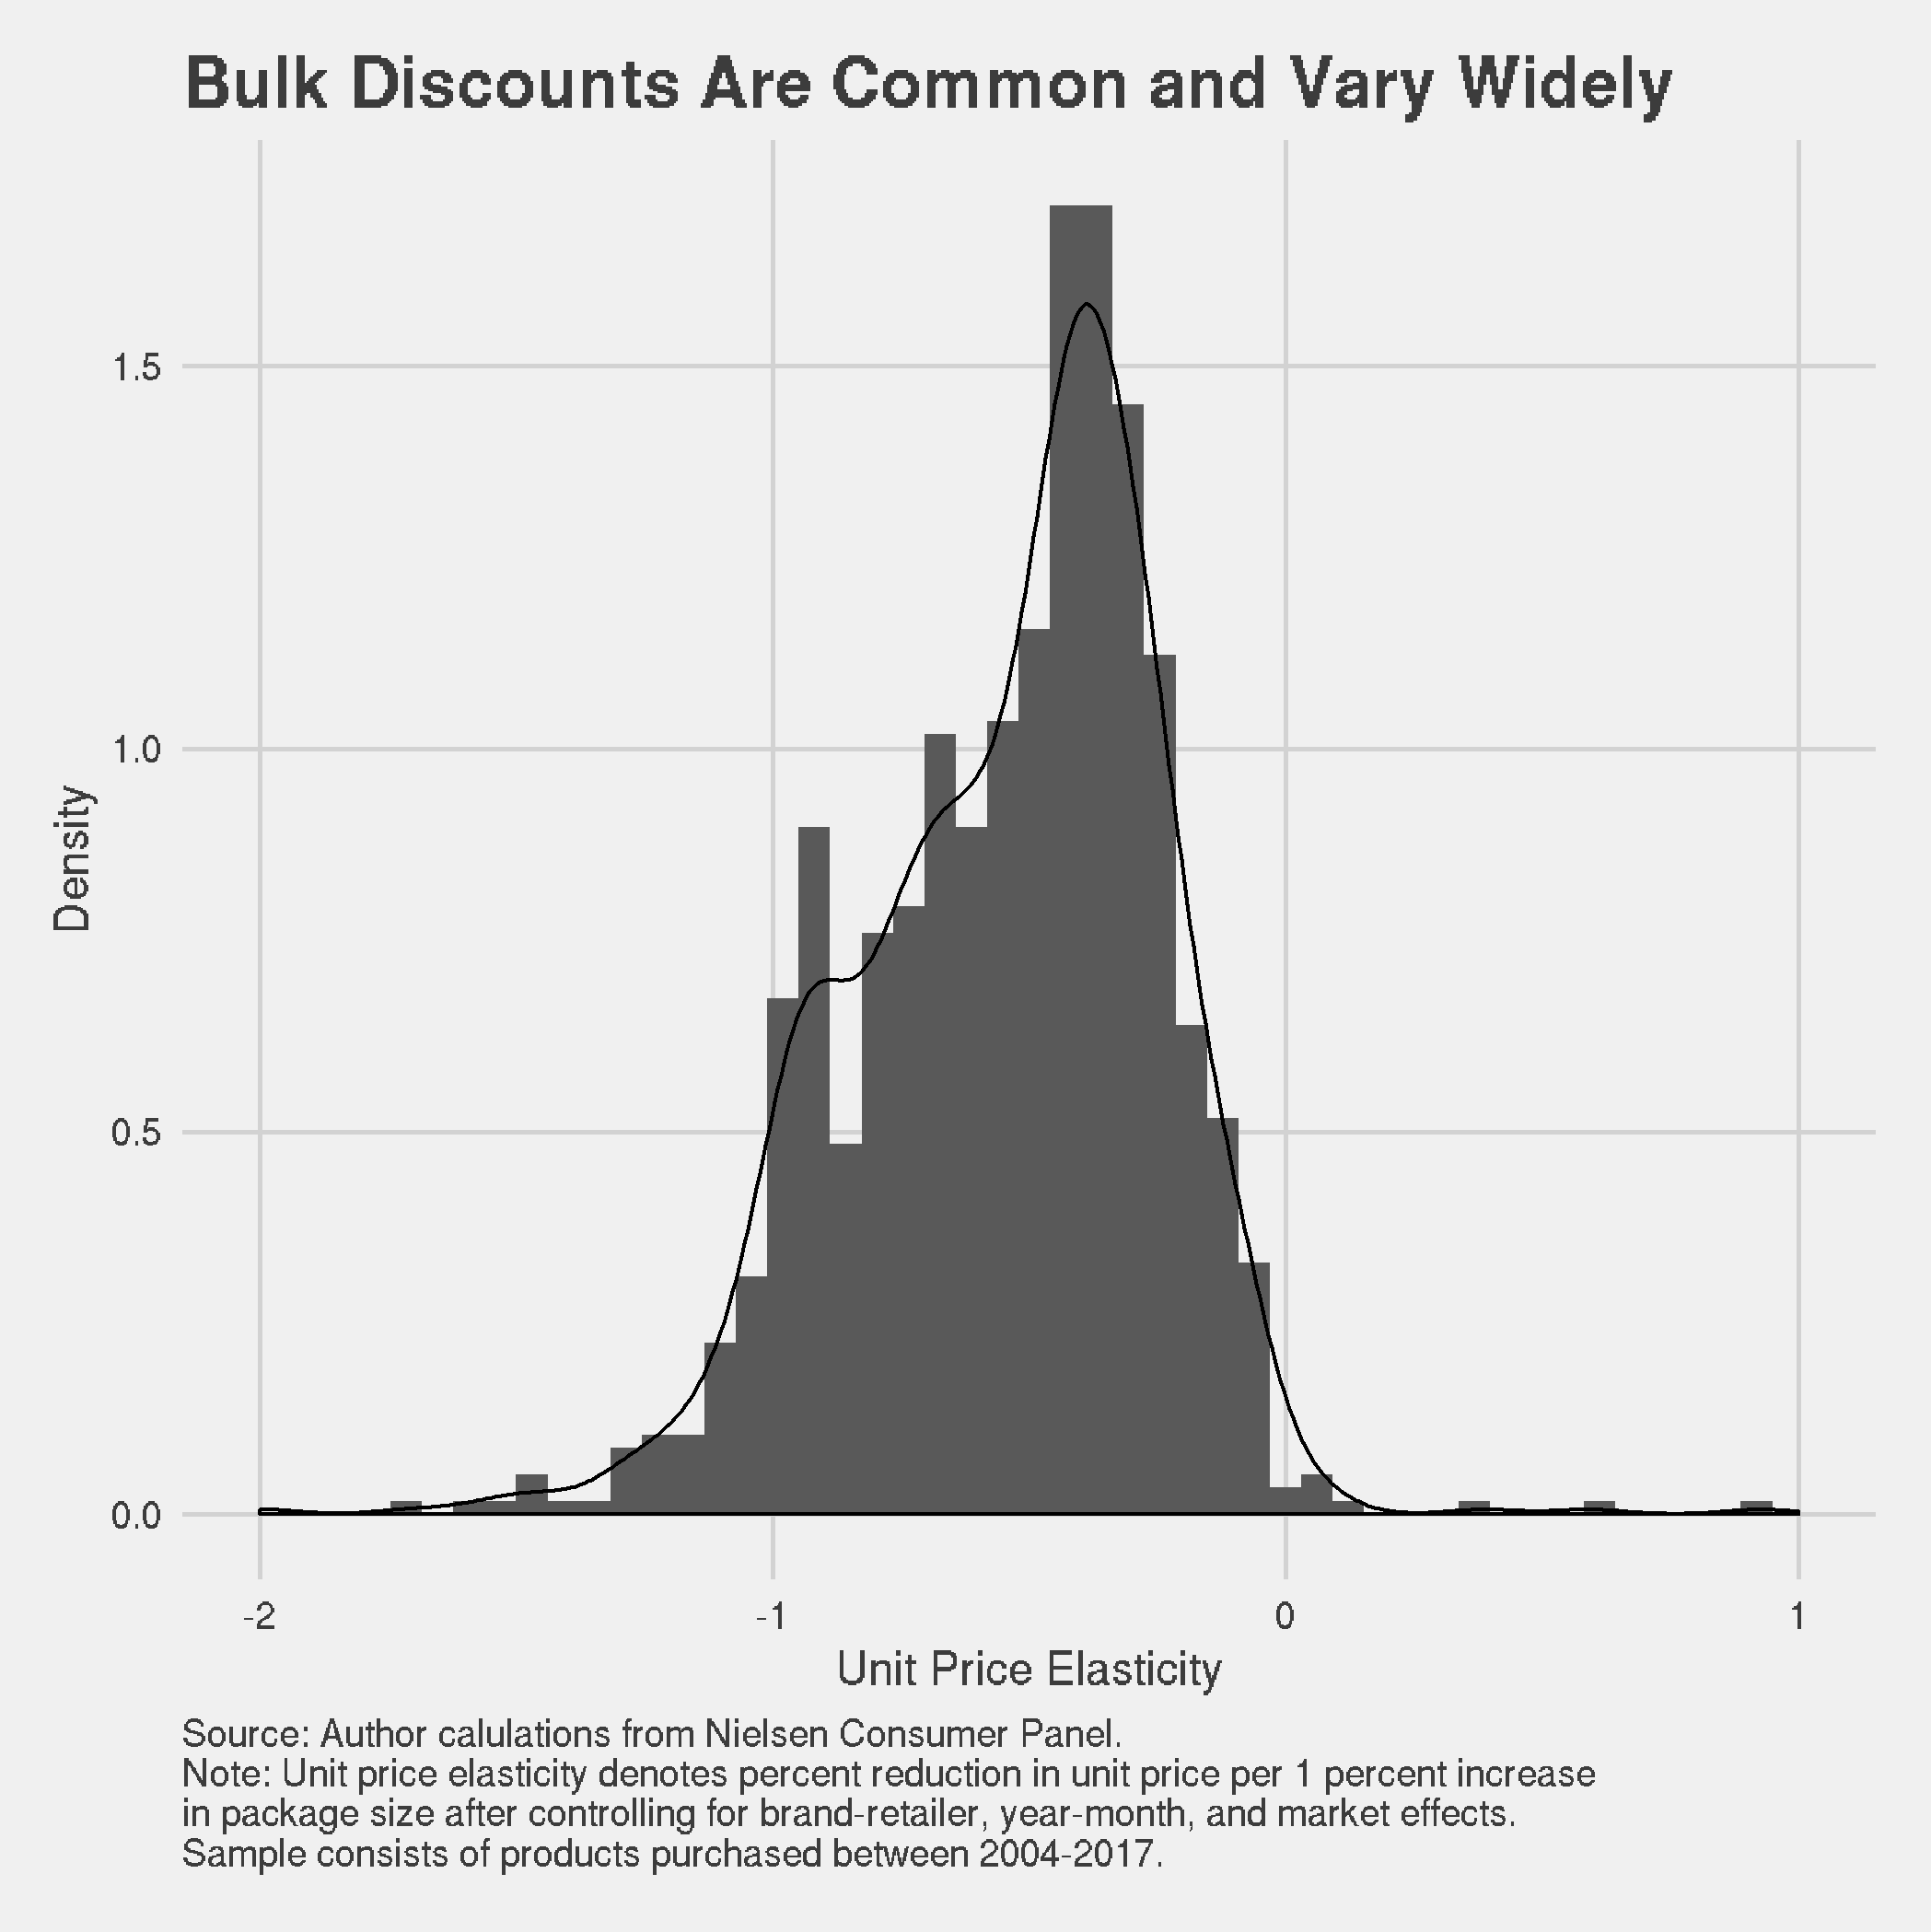 Bulk Discounts Are Common and Vary Widely
1.5
1.0
0.5
0.0
Density
-2 -1 0 1
Unit Price Elasticity
Source: Author calulations from Nielsen Consumer Panel.
Note: Unit price elasticity denotes percent reduction in unit price per 1 percent increase
in package size after controlling for brand-retailer, year-month, and market effects.
Sample consists of products purchased between 2004-2017.